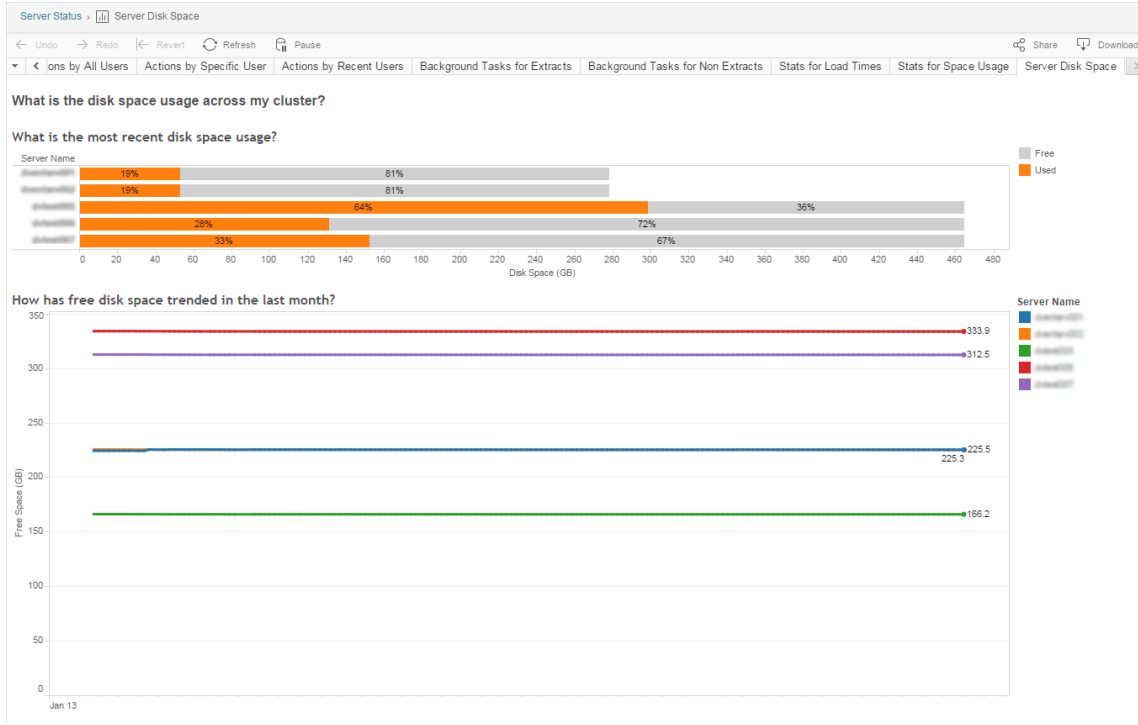 Server Status › Server Disk Space
Undo Redo Revert Refresh Pause Share Download
ons by All Users Actions by Specific User Actions by Recent Users Background Tasks for Extracts Background Tasks for Non Extracts Stats for Load Times Stats for Space Usage Server Disk Space
What is the disk space usage across my cluster?
What is the most recent disk space usage?
Server Name
19% 81%
19% 81%
64% 36%
28% 72%
33% 67%
0 20 40 60 80 100 120 140 160 180 200 220 240 260 280 300 320 340 360 380 400 420 440 460 480
Disk Space (GB)
Free
Used
How has free disk space trended in the last month?
350
300
250
200
150
100
50
0
Free Space (GB)
333.9
312.5
225.5
225.3
166.2
Jan 13
Server Name